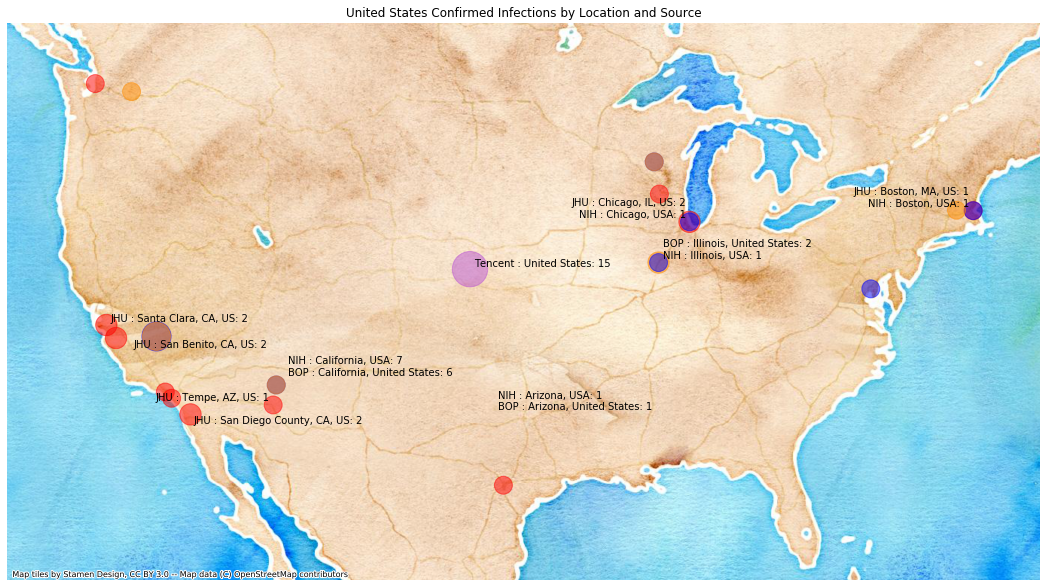 United States Confirmed Infections by Location and Source
JHU : Boston, MA, US: 1
NIH : Boston, USA: 1
JHU : Chicago, IL, US: 2
NIH : Chicago, USA: 1
BOP : Illinois, United States: 2
NIH : Illinois, USA: 1
Tencent : United States: 15
JHU : Santa Clara, CA, US: 2
JHU : San Benito, CA, US: 2
NIH : California, USA: 7
BOP : California, United States: 6
JHU : Tempe, AZ, US: 1
NIH : Arizona, USA: 1
BOP : Arizona, United States: 1
JHU : San Diego County, CA, US: 2
Map tiles by Stamen Design, CC BY 3.0 -- Map data (C) OpenStreetMap contributors